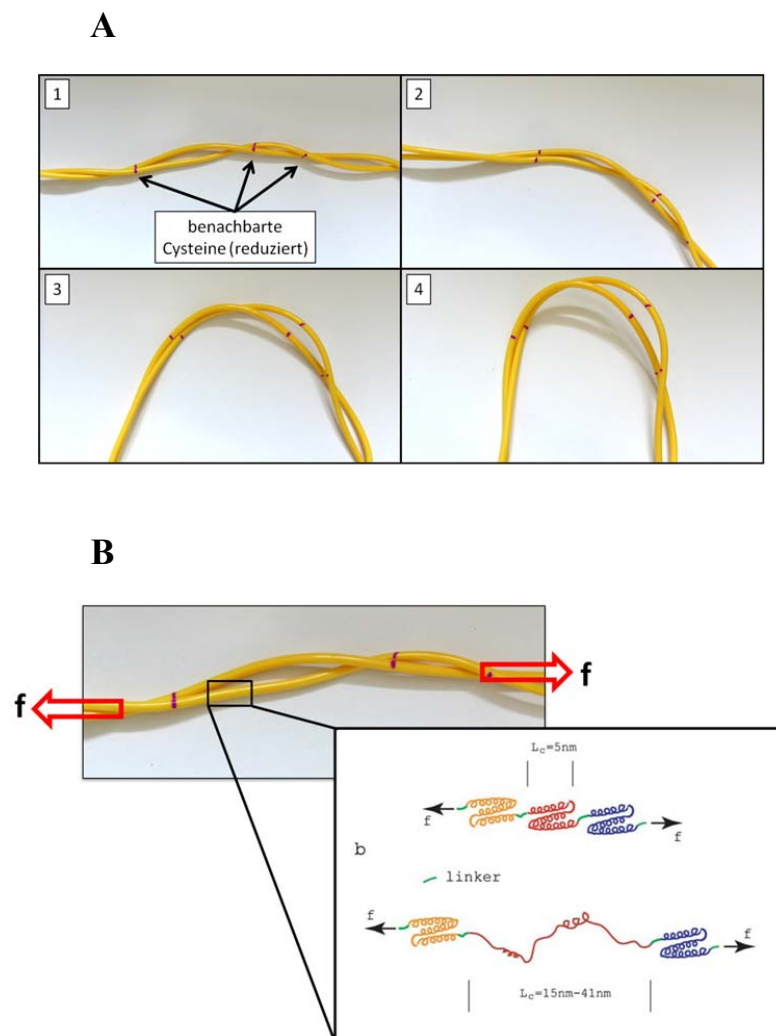 A
1
2
benachbarte
Cysteine (reduziert)
3
4
B
f
f
Lc=5nm
f
f
b
linker
f
f
Lc=15nm-41nm